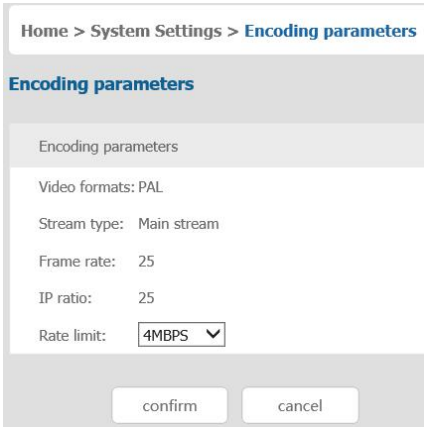 Home > System Settings > Encoding parameters
Encoding parameters
Encoding parameters
Video formats: PAL
Stream type: Main stream
Frame rate: 25
IP ratio: 25
Rate limit: 4MBPS
confirm cancel